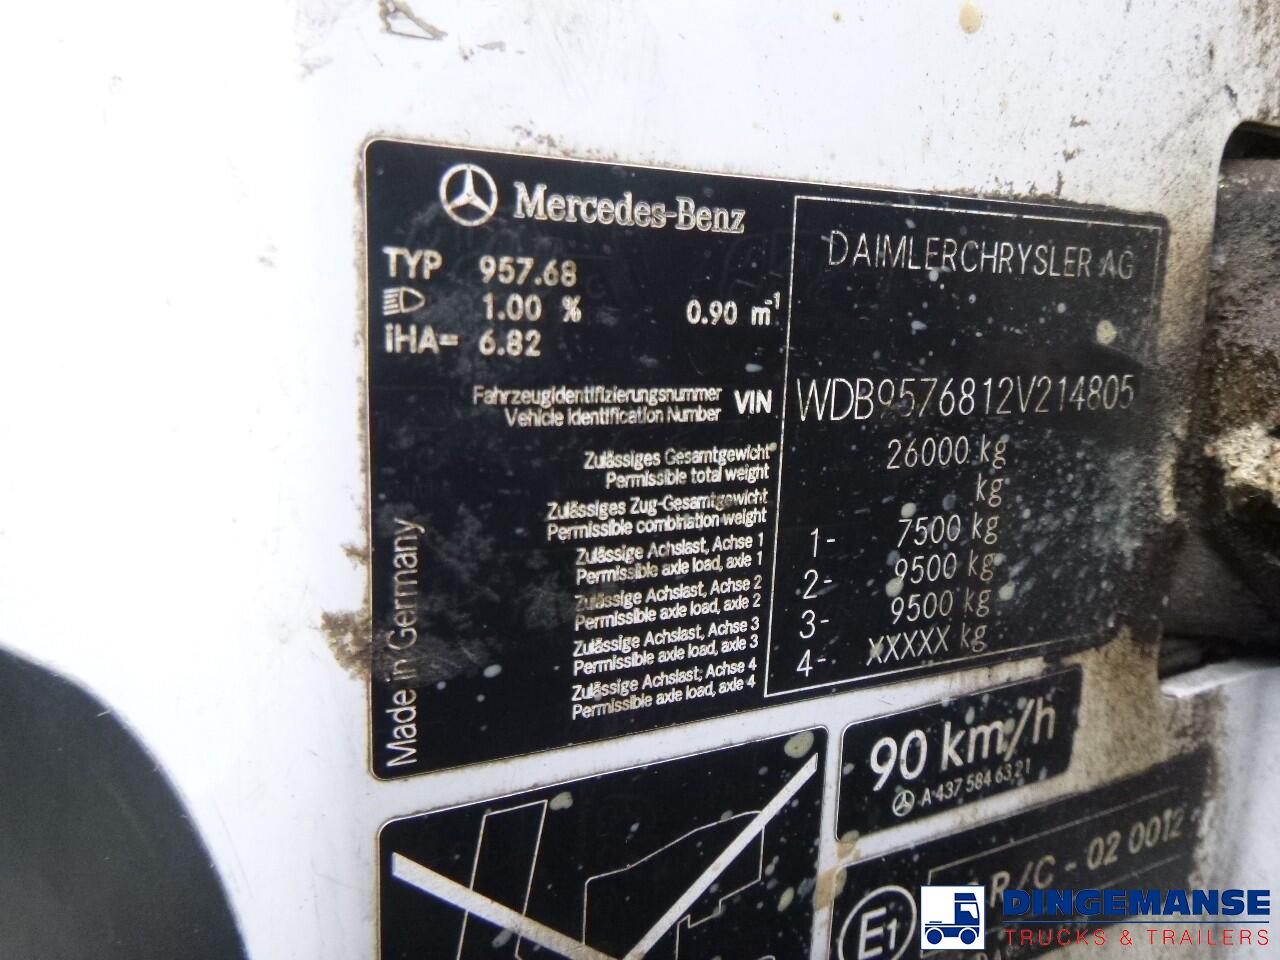 Mercedes-Benz
DAIMLERCHRYSLER AG
TYP 957.68
1.00 % 0.90 m⁻¹
iHA= 6.82
Fahrzeugidentifizierungsnummer
Vehicle Identification Number
VIN WDB9576812V214805
Zulässiges Gesamtgewicht
Permissible total weight
26000 kg
Zulässiges Zug-Gesamtgewicht
Permissible combination weight
kg
Zulässige Achslast, Achse 1
Permissible axle load, axle 1
1- 7500 kg
Zulässige Achslast, Achse 2
Permissible axle load, axle 2
2- 9500 kg
Zulässige Achslast, Achse 3
Permissible axle load, axle 3
3- 9500 kg
Zulässige Achslast, Achse 4
Permissible axle load, axle 4
4- XXXXX kg
Made in Germany
90 km/h
A 437 584 63 21
R/C - 02 0012
E1
DINGEMANSE
TRUCKS & TRAILERS